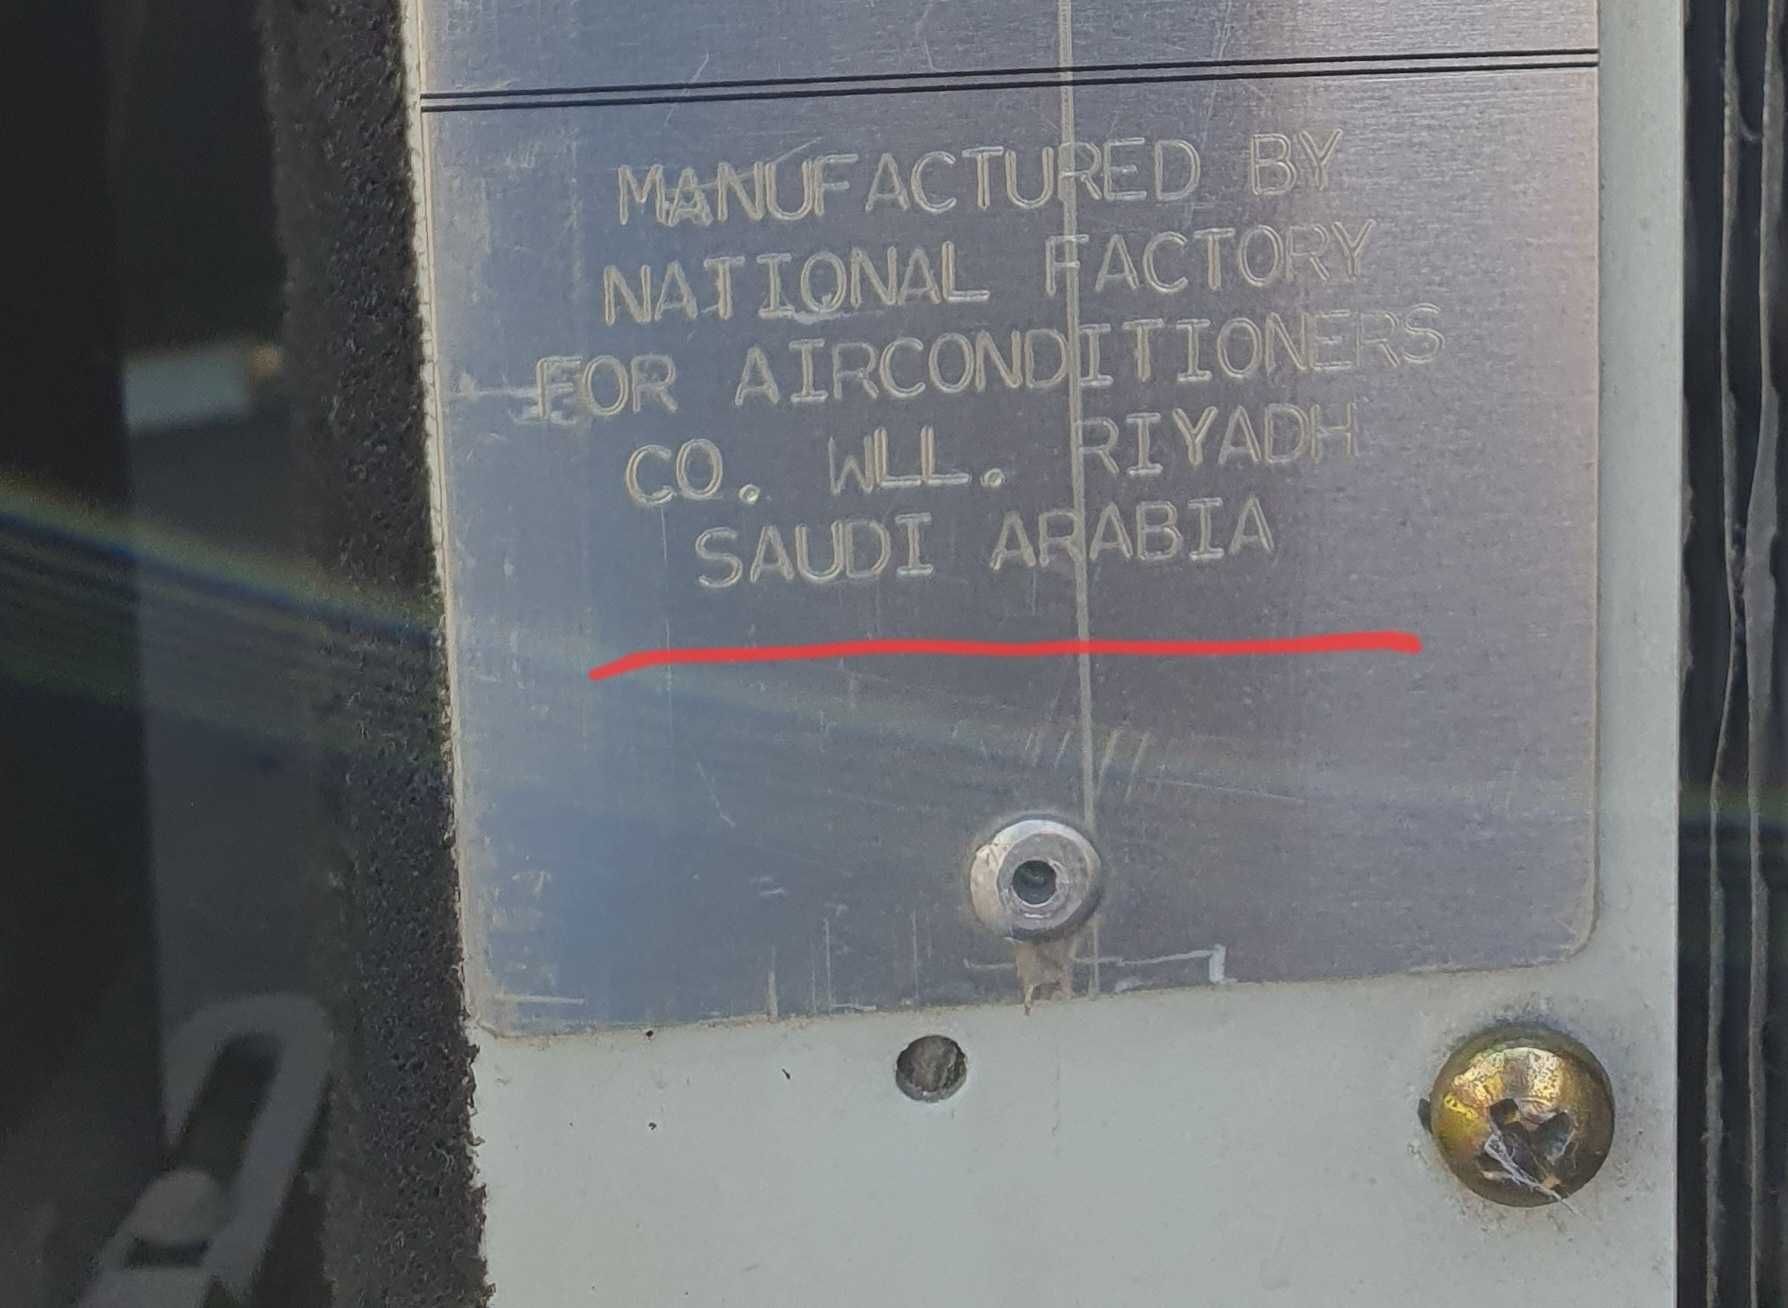 MANUFACTURED BY
NATIONAL FACTORY
FOR AIRCONDITIONERS
CO. WLL. RIYADH
SAUDI ARABIA